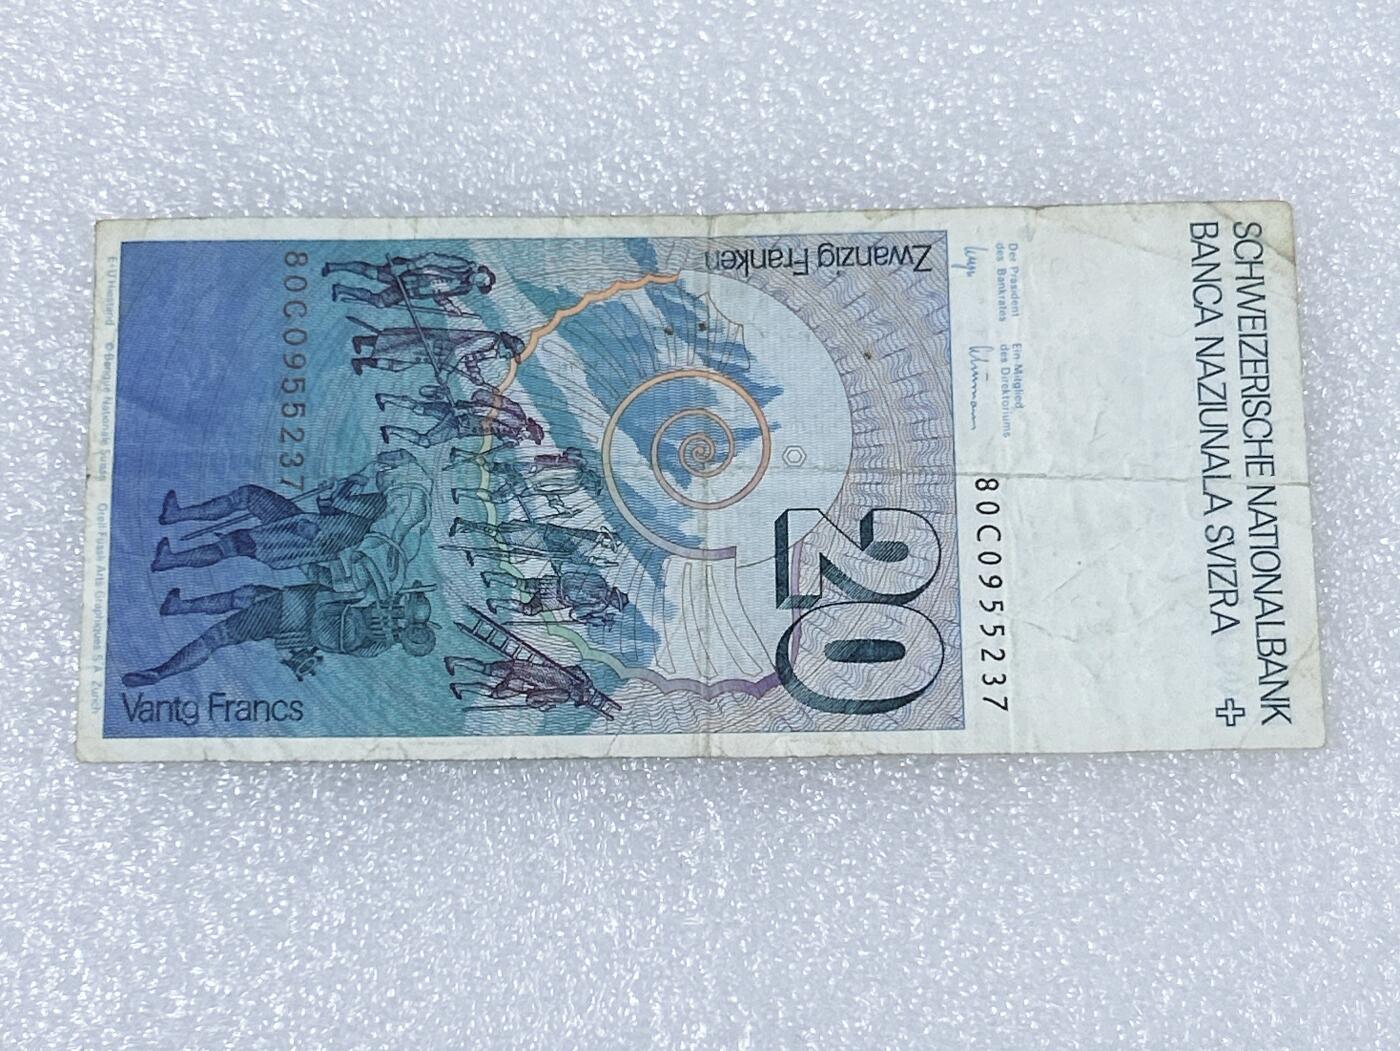 SCHWEIZERISCHE NATIONALBANK
BANCA NAZIUNALA SVIZRA
Der Präsident
des Bankrates
Ein Mitglied
des Direktoriums
80C0955237
20
Zwanzig Franken
80C0955237
Vantg Francs
E+U Hiestand © Banque Nationale Suisse Orell Füssli Arts Graphiques S A Zurich